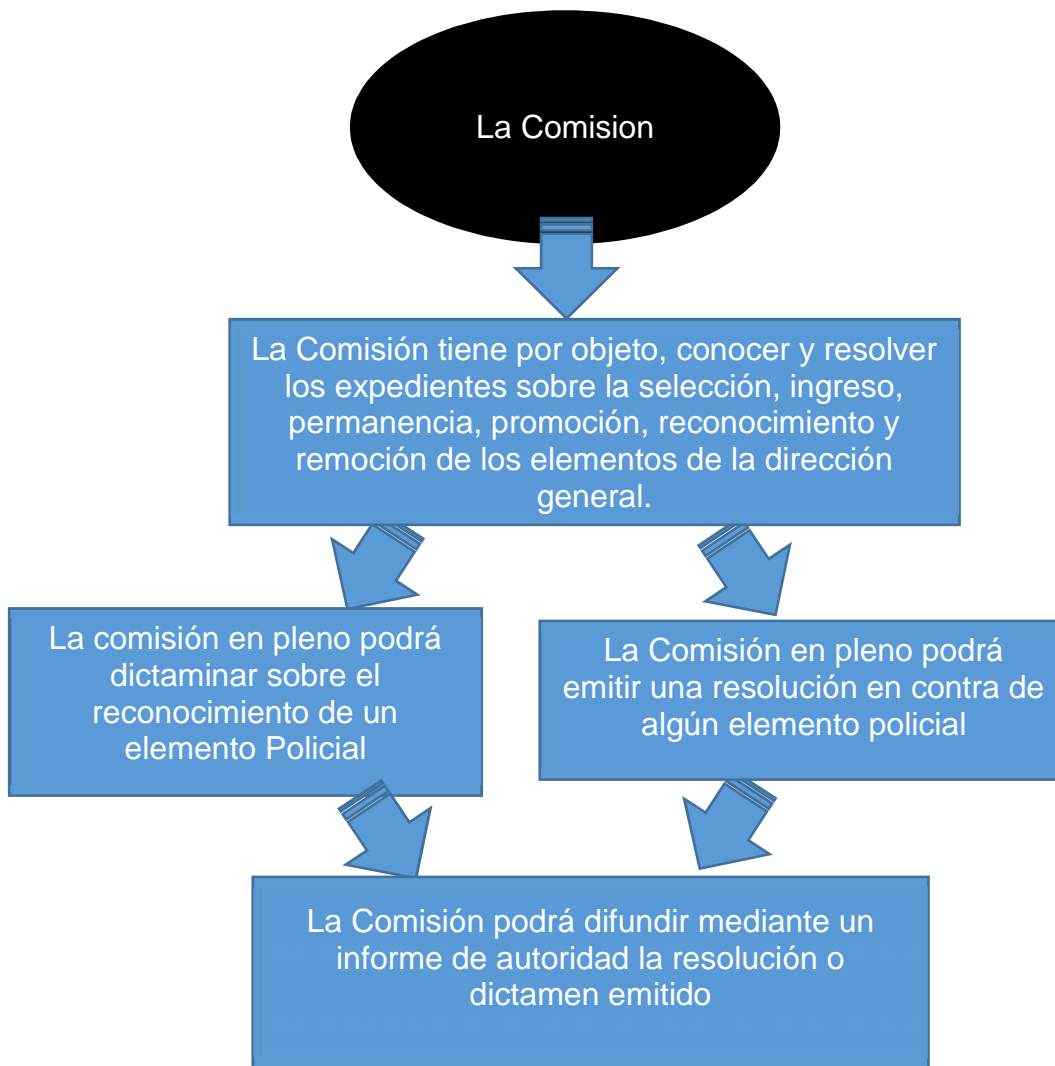 La Comision
La Comisión tiene por objeto, conocer y resolver
los expedientes sobre la selección, ingreso,
permanencia, promoción, reconocimiento y
remoción de los elementos de la dirección
general.
La comisión en pleno podrá
dictaminar sobre el
reconocimiento de un
elemento Policial
La Comisión en pleno podrá
emitir una resolución en contra de
algún elemento policial
La Comisión podrá difundir mediante un
informe de autoridad la resolución o
dictamen emitido